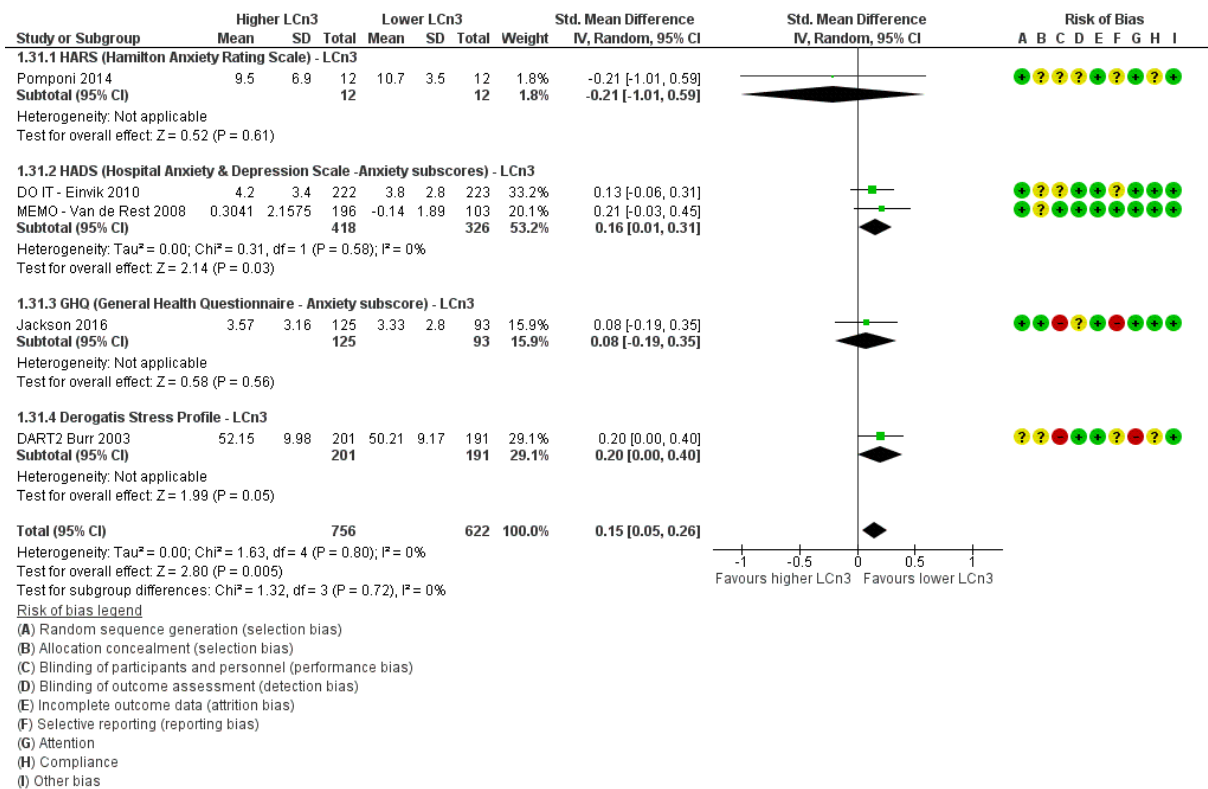 Higher LCn3 Lower LCn3 Std. Mean Difference Std. Mean Difference Risk of Bias
Study or Subgroup Mean SD Total Mean SD Total Weight IV, Random, 95% CI IV, Random, 95% CI A B C D E F G H I
1.31.1 HARS (Hamilton Anxiety Rating Scale) - LCn3
Pomponi 2014 9.5 6.9 12 10.7 3.5 12 1.8% -0.21 [-1.01, 0.59] + ? ? ? + ? + ? +
Subtotal (95% CI) 12 12 1.8% -0.21 [-1.01, 0.59]
Heterogeneity: Not applicable
Test for overall effect: Z = 0.52 (P = 0.61)
1.31.2 HADS (Hospital Anxiety & Depression Scale -Anxiety subscores) - LCn3
DO IT - Einvik 2010 4.2 3.4 222 3.8 2.8 223 33.2% 0.13 [-0.06, 0.31] + ? ? + + ? + + +
MEMO - Van de Rest 2008 0.3041 2.1575 196 -0.14 1.89 103 20.1% 0.21 [-0.03, 0.45] + ? + + + + + + +
Subtotal (95% CI) 418 326 53.2% 0.16 [0.01, 0.31]
Heterogeneity: Tau² = 0.00; Chi² = 0.31, df = 1 (P = 0.58); I² = 0%
Test for overall effect: Z = 2.14 (P = 0.03)
1.31.3 GHQ (General Health Questionnaire - Anxiety subscore) - LCn3
Jackson 2016 3.57 3.16 125 3.33 2.8 93 15.9% 0.08 [-0.19, 0.35] + + - ? + - + + +
Subtotal (95% CI) 125 93 15.9% 0.08 [-0.19, 0.35]
Heterogeneity: Not applicable
Test for overall effect: Z = 0.58 (P = 0.56)
1.31.4 Derogatis Stress Profile - LCn3
DART2 Burr 2003 52.15 9.98 201 50.21 9.17 191 29.1% 0.20 [0.00, 0.40] ? ? - + + ? - ? +
Subtotal (95% CI) 201 191 29.1% 0.20 [0.00, 0.40]
Heterogeneity: Not applicable
Test for overall effect: Z = 1.99 (P = 0.05)
Total (95% CI) 756 622 100.0% 0.15 [0.05, 0.26]
Heterogeneity: Tau² = 0.00; Chi² = 1.63, df = 4 (P = 0.80); I² = 0%
Test for overall effect: Z = 2.80 (P = 0.005)
Test for subgroup differences: Chi² = 1.32, df = 3 (P = 0.72), I² = 0%
-1 -0.5 0 0.5 1
Favours higher LCn3 Favours lower LCn3
Risk of bias legend
(A) Random sequence generation (selection bias)
(B) Allocation concealment (selection bias)
(C) Blinding of participants and personnel (performance bias)
(D) Blinding of outcome assessment (detection bias)
(E) Incomplete outcome data (attrition bias)
(F) Selective reporting (reporting bias)
(G) Attention
(H) Compliance
(I) Other bias